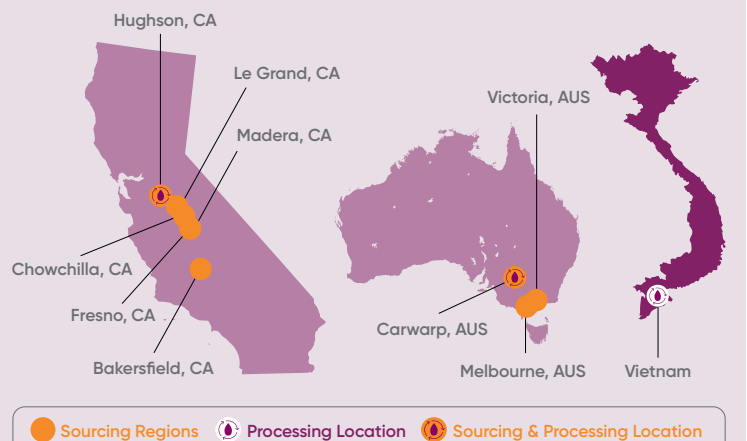 Hughson, CA
Le Grand, CA
Madera, CA
Chowchilla, CA
Fresno, CA
Bakersfield, CA
Victoria, AUS
Carwarp, AUS
Melbourne, AUS
Vietnam
Sourcing Regions
Processing Location
Sourcing & Processing Location